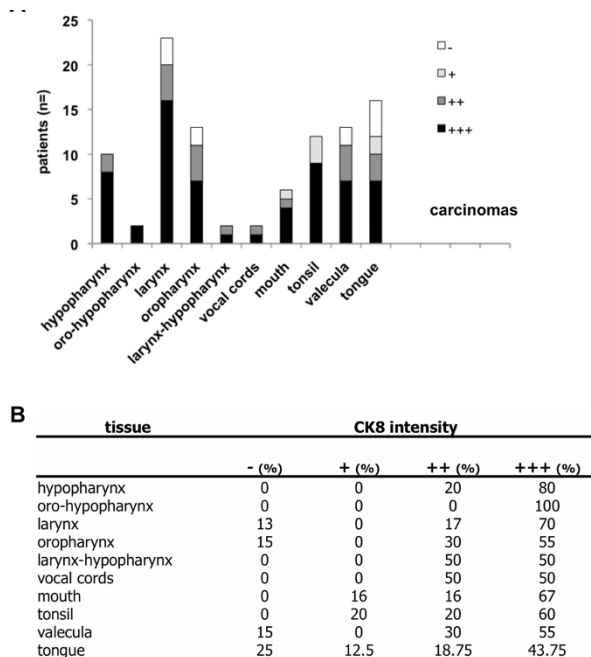 25
20
15
10
5
0
patients (n=)
-
+
++
+++
carcinomas
hypopharynx
oro-hypopharynx
larynx
oropharynx
larynx-hypopharynx
vocal cords
mouth
tonsil
valecula
tongue
B
tissue CK8 intensity
- (%) + (%) ++ (%) +++ (%)
hypopharynx 0 0 20 80
oro-hypopharynx 0 0 0 100
larynx 13 0 17 70
oropharynx 15 0 30 55
larynx-hypopharynx 0 0 50 50
vocal cords 0 0 50 50
mouth 0 16 16 67
tonsil 0 20 20 60
valecula 15 0 30 55
tongue 25 12.5 18.75 43.75